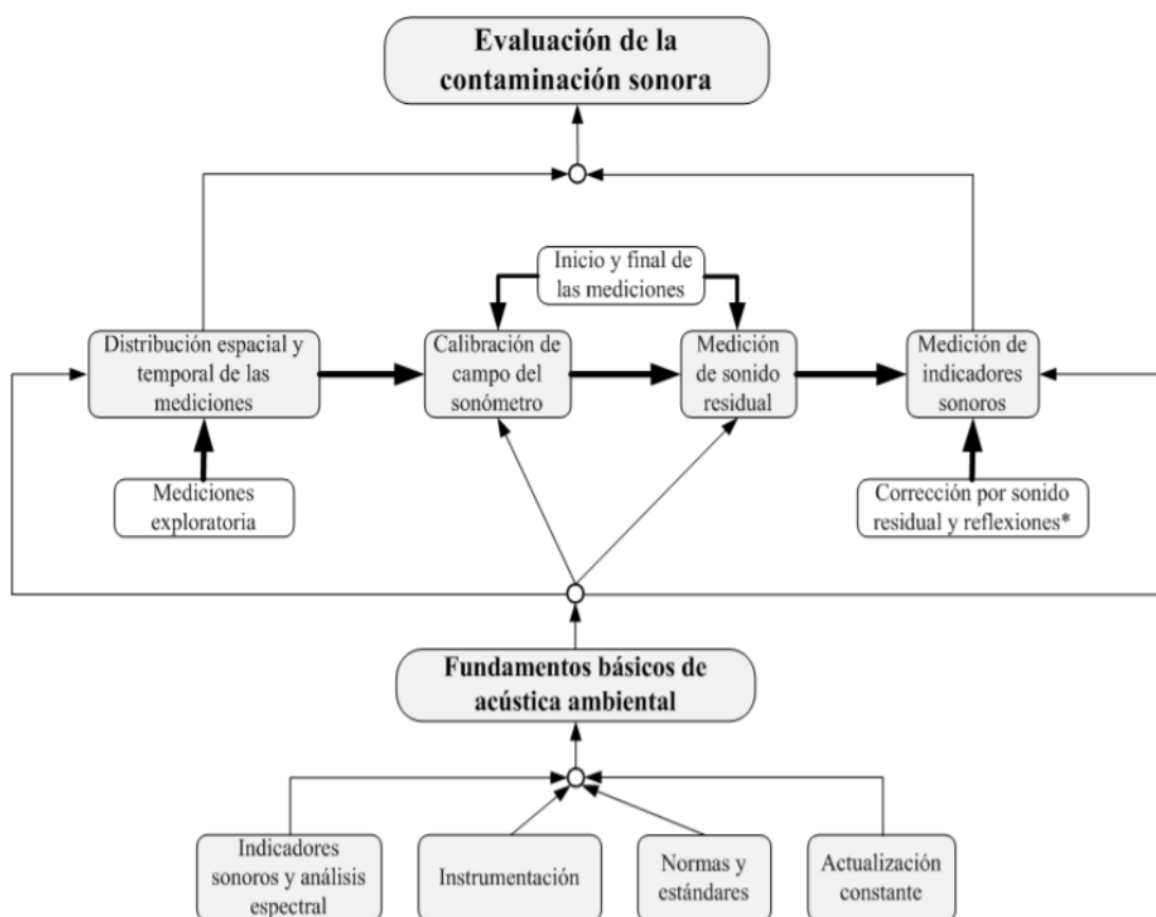 Evaluación de la
contaminación sonora
Inicio y final de
las mediciones
Distribución espacial y
temporal de las
mediciones
Calibración de
campo del
sonómetro
Medición
de sonido
residual
Medición de
indicadores
sonoros
Mediciones
exploratoria
Corrección por sonido
residual y reflexiones*
Fundamentos básicos de
acústica ambiental
Indicadores
sonoros y análisis
espectral
Instrumentación
Normas y
estándares
Actualización
constante